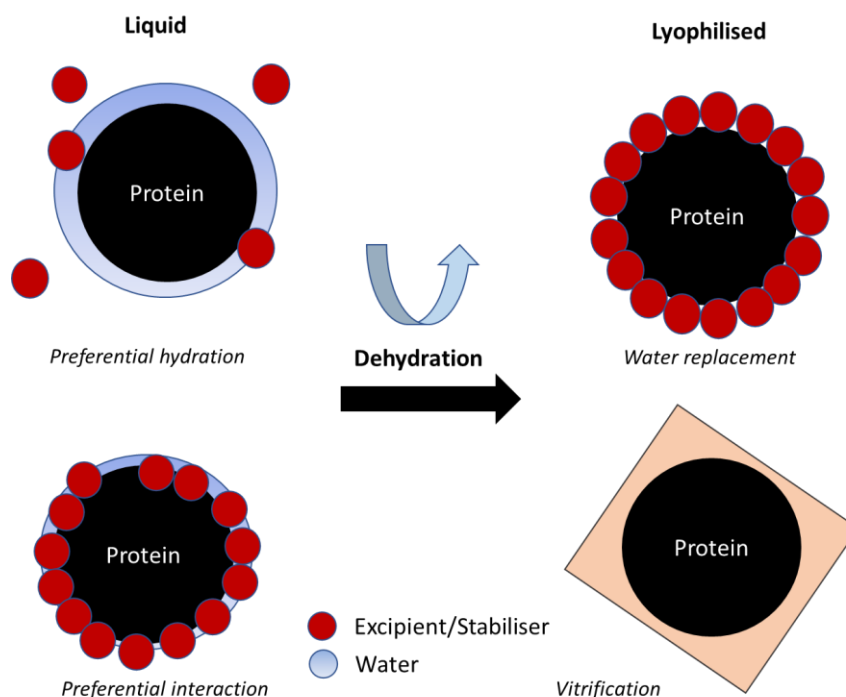 Liquid
Lyophilised
Protein
Protein
Preferential hydration
Dehydration
Water replacement
Protein
Protein
Excipient/Stabiliser
Water
Preferential interaction
Vitrification